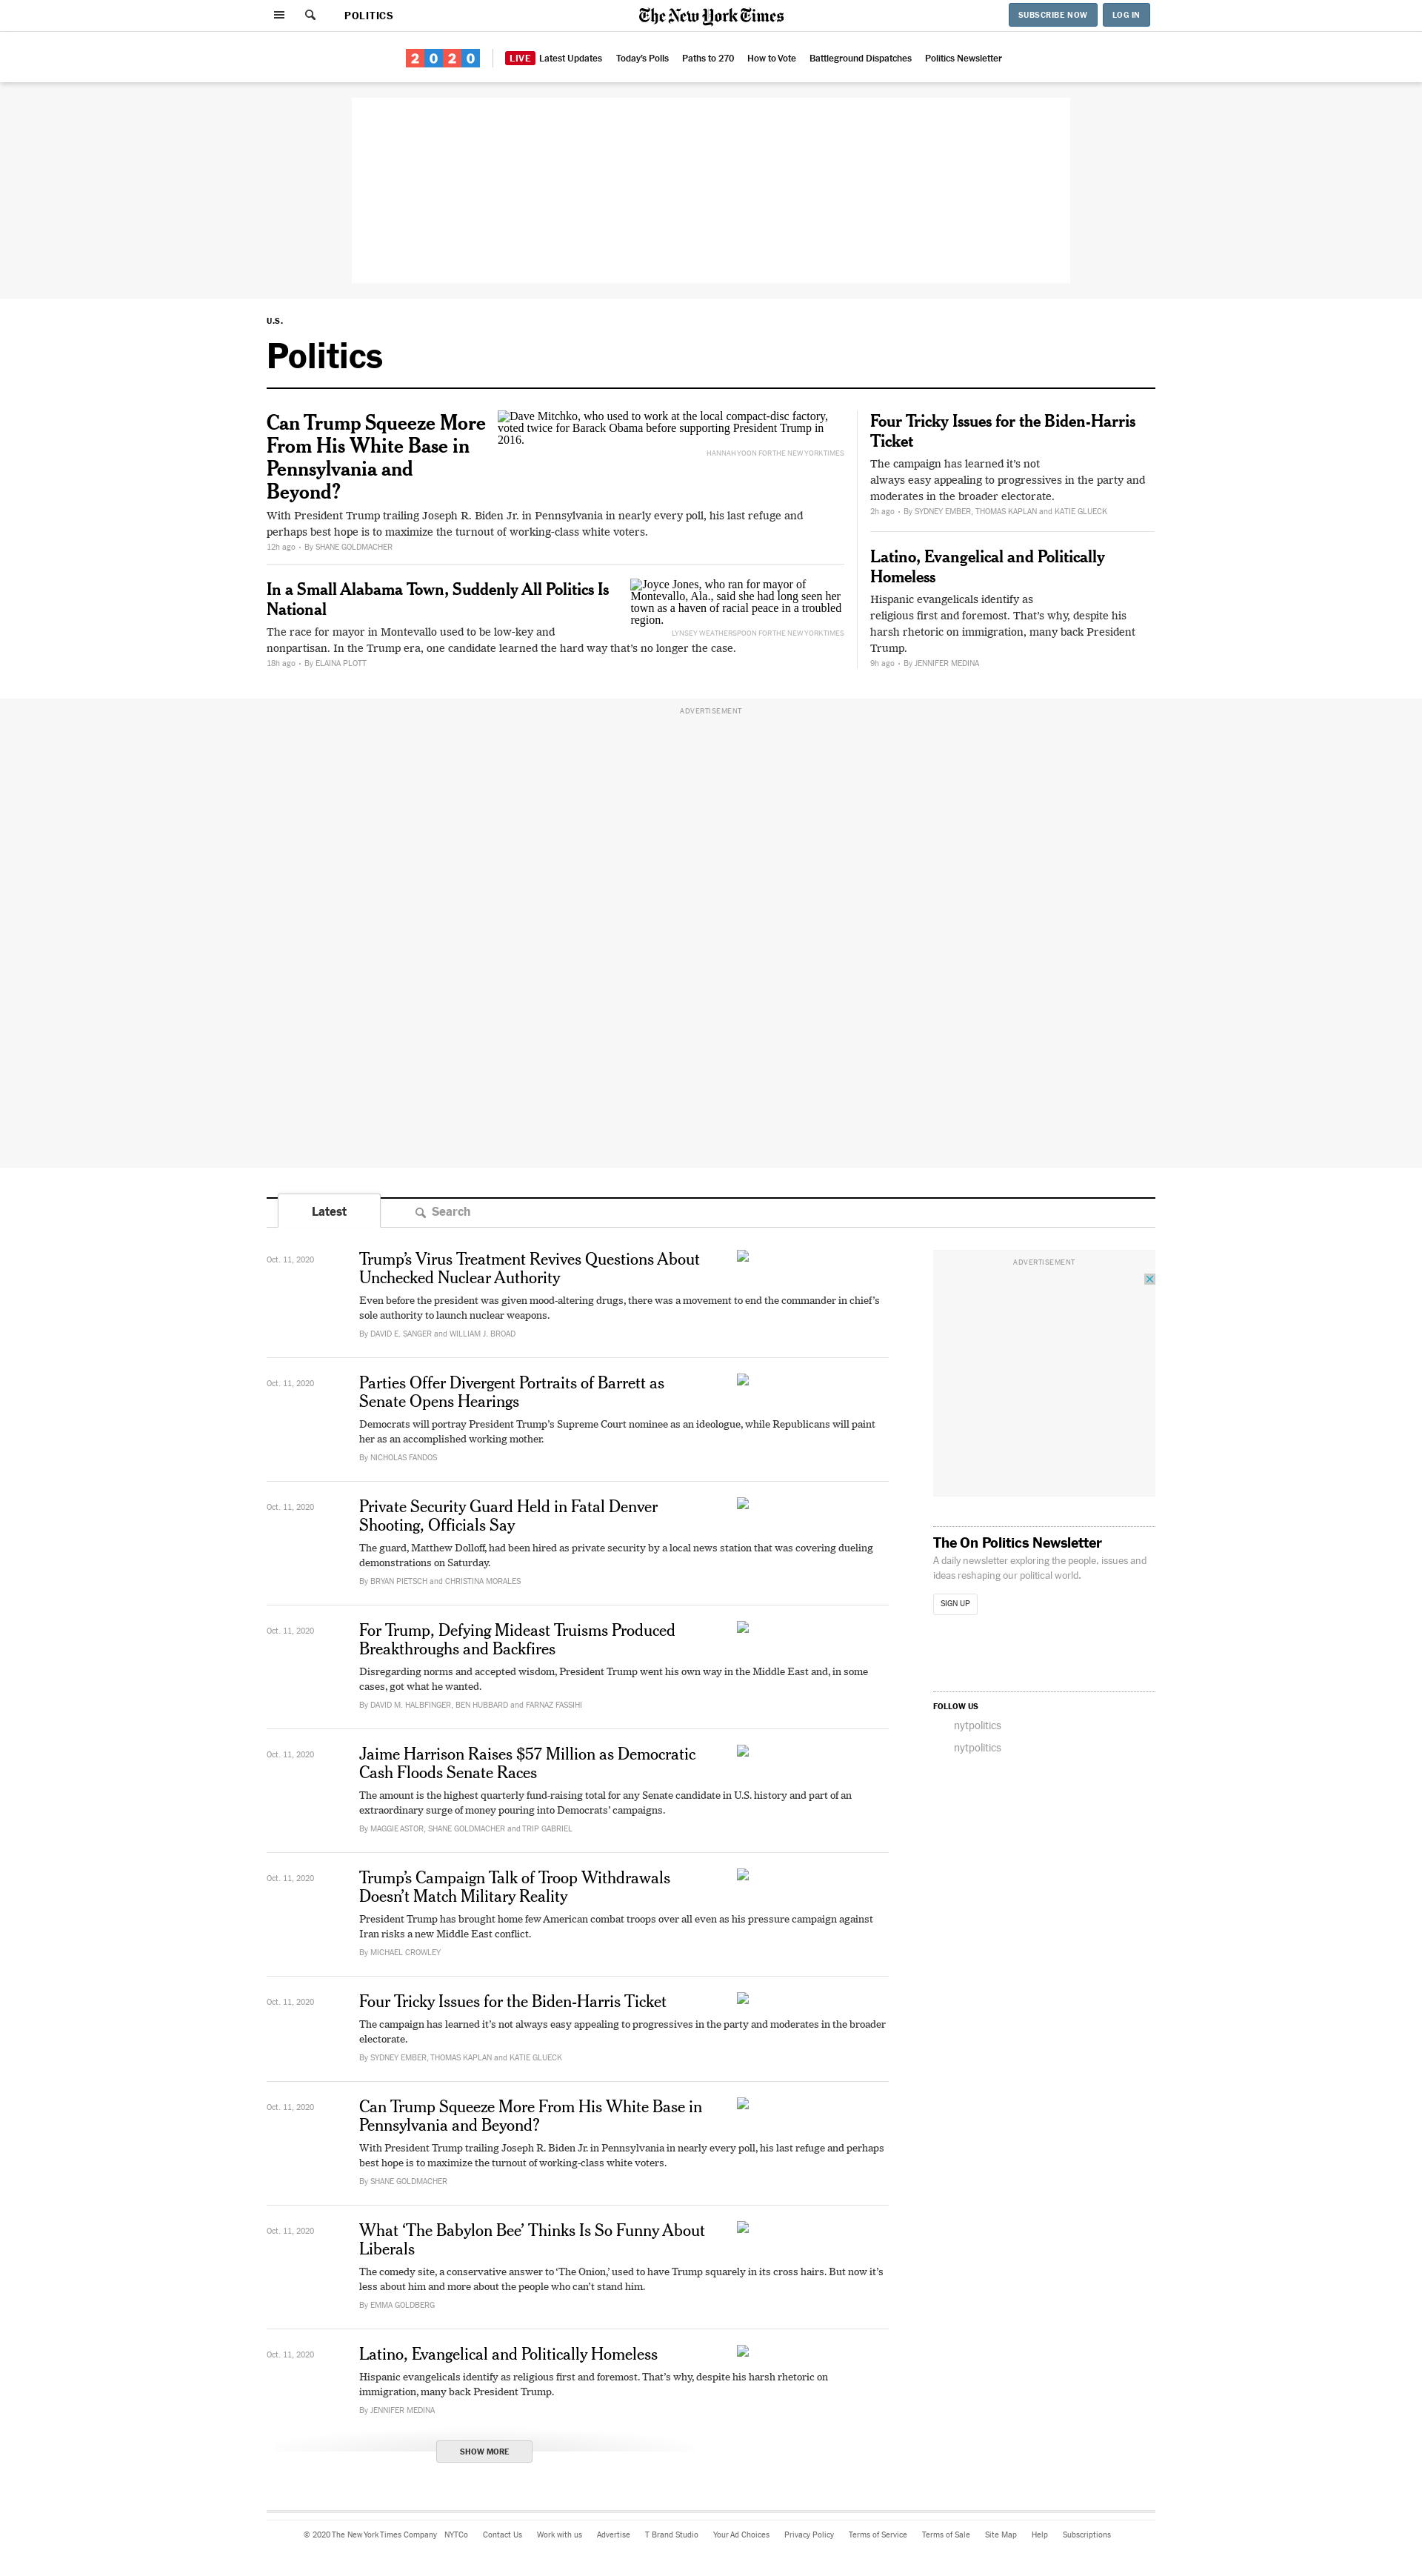 POLITICS
The New York Times
SUBSCRIBE NOW
LOG IN
2020
LIVE Latest Updates
Today's Polls
Paths to 270
How to Vote
Battleground Dispatches
Politics Newsletter
U.S.
Politics
Can Trump Squeeze More
From His White Base in
Pennsylvania and
Beyond?
Dave Mitchko, who used to work at the local compact-disc factory,
voted twice for Barack Obama before supporting President Trump in
2016.
HANNAH YOON FOR THE NEW YORK TIMES
With President Trump trailing Joseph R. Biden Jr. in Pennsylvania in nearly every poll, his last refuge and
perhaps best hope is to maximize the turnout of working-class white voters.
12h ago • By SHANE GOLDMACHER
In a Small Alabama Town, Suddenly All Politics Is
National
Joyce Jones, who ran for mayor of
Montevallo, Ala., said she had long seen her
town as a haven of racial peace in a troubled
region.
LYNSEY WEATHERSPOON FOR THE NEW YORK TIMES
The race for mayor in Montevallo used to be low-key and
nonpartisan. In the Trump era, one candidate learned the hard way that's no longer the case.
18h ago • By ELAINA PLOTT
Four Tricky Issues for the Biden-Harris
Ticket
The campaign has learned it's not
always easy appealing to progressives in the party and
moderates in the broader electorate.
2h ago • By SYDNEY EMBER, THOMAS KAPLAN and KATIE GLUECK
Latino, Evangelical and Politically
Homeless
Hispanic evangelicals identify as
religious first and foremost. That's why, despite his
harsh rhetoric on immigration, many back President
Trump.
9h ago • By JENNIFER MEDINA
ADVERTISEMENT
Latest
Search
Oct. 11, 2020
Trump's Virus Treatment Revives Questions About
Unchecked Nuclear Authority
Even before the president was given mood-altering drugs, there was a movement to end the commander in chief's
sole authority to launch nuclear weapons.
By DAVID E. SANGER and WILLIAM J. BROAD
Oct. 11, 2020
Parties Offer Divergent Portraits of Barrett as
Senate Opens Hearings
Democrats will portray President Trump's Supreme Court nominee as an ideologue, while Republicans will paint
her as an accomplished working mother.
By NICHOLAS FANDOS
Oct. 11, 2020
Private Security Guard Held in Fatal Denver
Shooting, Officials Say
The guard, Matthew Dolloff, had been hired as private security by a local news station that was covering dueling
demonstrations on Saturday.
By BRYAN PIETSCH and CHRISTINA MORALES
Oct. 11, 2020
For Trump, Defying Mideast Truisms Produced
Breakthroughs and Backfires
Disregarding norms and accepted wisdom, President Trump went his own way in the Middle East and, in some
cases, got what he wanted.
By DAVID M. HALBFINGER, BEN HUBBARD and FARNAZ FASSIHI
Oct. 11, 2020
Jaime Harrison Raises $57 Million as Democratic
Cash Floods Senate Races
The amount is the highest quarterly fund-raising total for any Senate candidate in U.S. history and part of an
extraordinary surge of money pouring into Democrats' campaigns.
By MAGGIE ASTOR, SHANE GOLDMACHER and TRIP GABRIEL
Oct. 11, 2020
Trump's Campaign Talk of Troop Withdrawals
Doesn't Match Military Reality
President Trump has brought home few American combat troops over all even as his pressure campaign against
Iran risks a new Middle East conflict.
By MICHAEL CROWLEY
Oct. 11, 2020
Four Tricky Issues for the Biden-Harris Ticket
The campaign has learned it's not always easy appealing to progressives in the party and moderates in the broader
electorate.
By SYDNEY EMBER, THOMAS KAPLAN and KATIE GLUECK
Oct. 11, 2020
Can Trump Squeeze More From His White Base in
Pennsylvania and Beyond?
With President Trump trailing Joseph R. Biden Jr. in Pennsylvania in nearly every poll, his last refuge and perhaps
best hope is to maximize the turnout of working-class white voters.
By SHANE GOLDMACHER
Oct. 11, 2020
What 'The Babylon Bee' Thinks Is So Funny About
Liberals
The comedy site, a conservative answer to 'The Onion,' used to have Trump squarely in its cross hairs. But now it's
less about him and more about the people who can't stand him.
By EMMA GOLDBERG
Oct. 11, 2020
Latino, Evangelical and Politically Homeless
Hispanic evangelicals identify as religious first and foremost. That's why, despite his harsh rhetoric on
immigration, many back President Trump.
By JENNIFER MEDINA
SHOW MORE
ADVERTISEMENT
The On Politics Newsletter
A daily newsletter exploring the people, issues and
ideas reshaping our political world.
SIGN UP
FOLLOW US
nytpolitics
nytpolitics
© 2020 The New York Times Company
NYTCo
Contact Us
Work with us
Advertise
T Brand Studio
Your Ad Choices
Privacy Policy
Terms of Service
Terms of Sale
Site Map
Help
Subscriptions